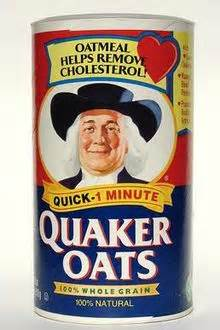 OATMEAL
HELPS REMOVE
CHOLESTEROL!
QUICK-1 MINUTE
QUAKER
OATS
100% WHOLE GRAIN
100% NATURAL